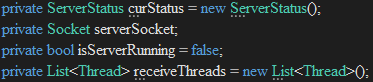 private ServerStatus curStatus = new ServerStatus();
private Socket serverSocket;
private bool isServerRunning = false;
private List<Thread> receiveThreads = new List<Thread>();